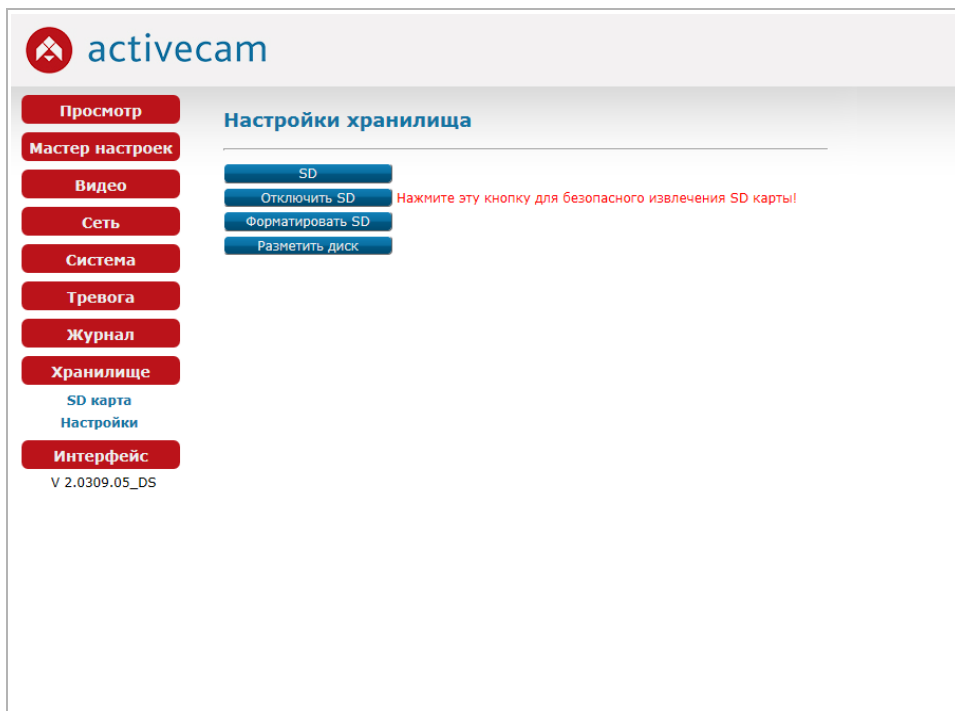 activecam
Просмотр
Мастер настроек
Видео
Сеть
Система
Тревога
Журнал
Хранилище
SD карта
Настройки
Интерфейс
V 2.0309.05_DS
Настройки хранилища
SD
Отключить SD Нажмите эту кнопку для безопасного извлечения SD карты!
Форматировать SD
Разметить диск